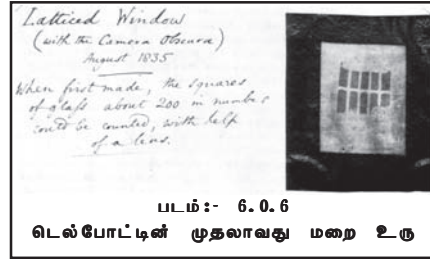 Latticed Window
(with the Camera Obscura)
August 1835
When first made, the squares
of glass about 200 in number
could be counted, with help
of a lens.
படம்:- 6.0.6
டெல்போட்டின் முதலாவது மறை உரு